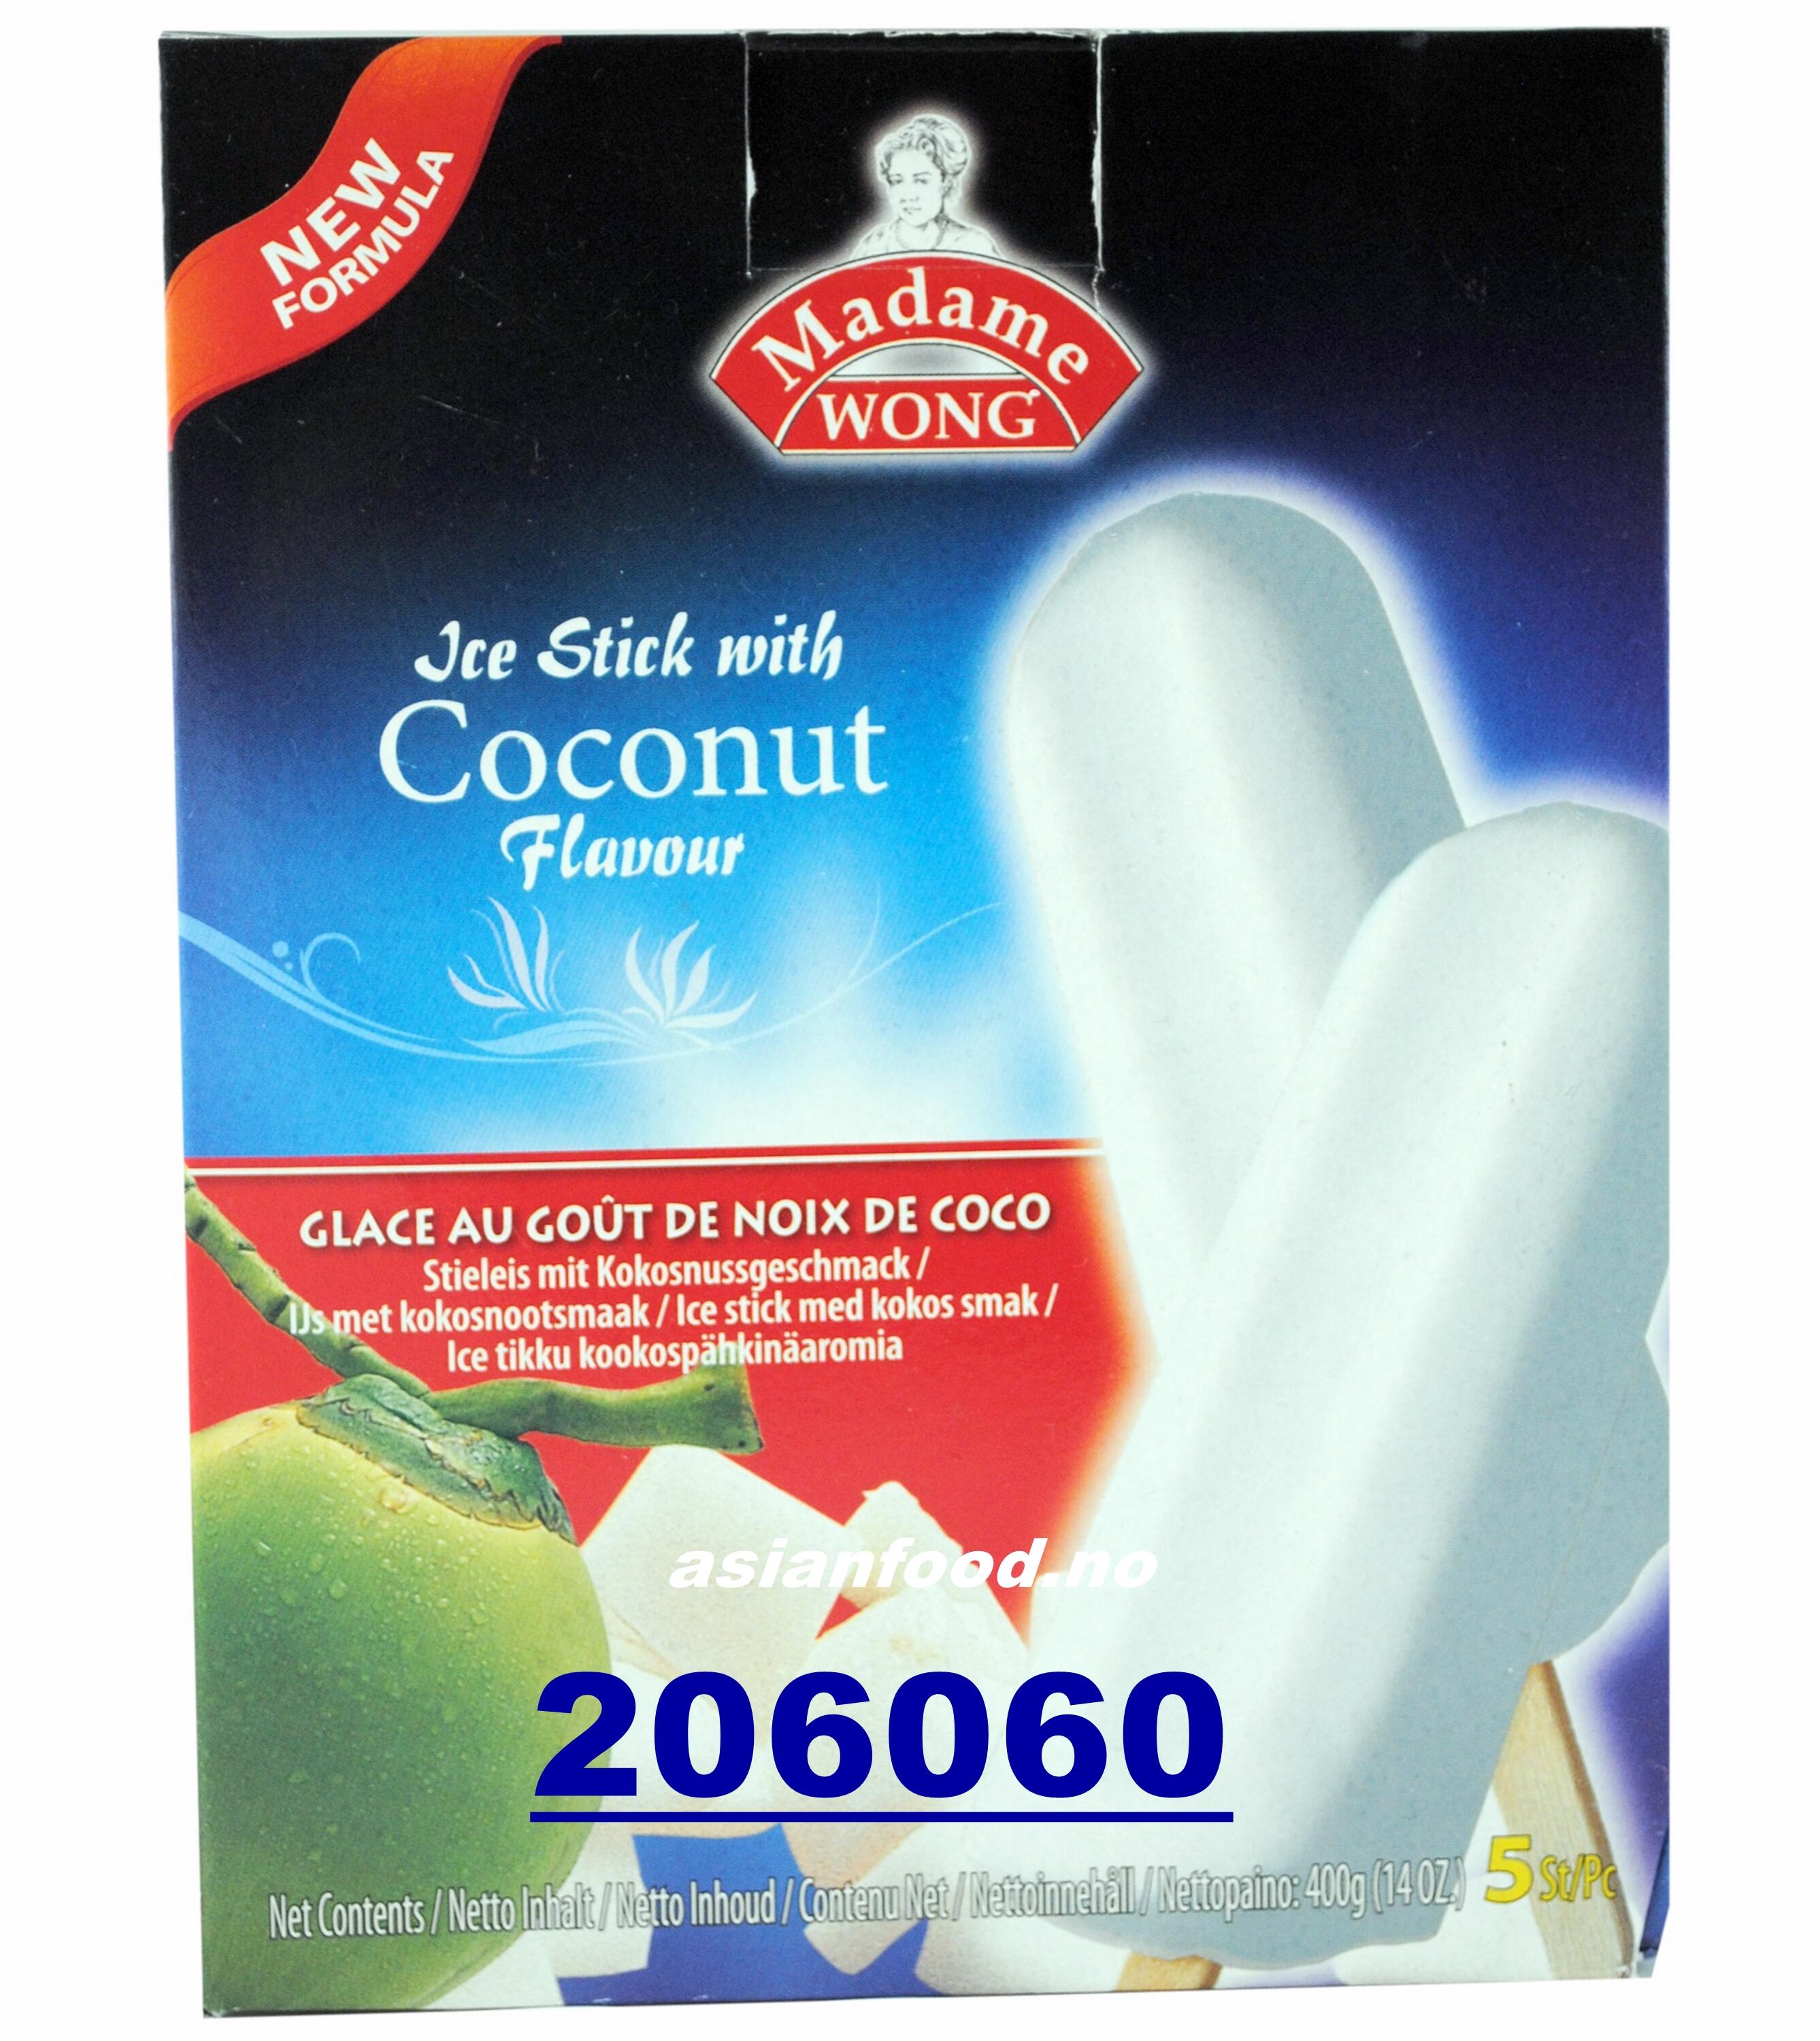 NEW
FORMULA
Madame
WONG
Ice Stick with
Coconut
Flavour
GLACE AU GOÛT DE NOIX DE COCO
Stieleis mit Kokosnussgeschmack /
IJs met kokosnootsmaak / Ice stick med kokos smak /
Ice tikku kookospähkinäaromia
asianfood.no
206060
Net Contents / Netto Inhalt / Netto Inhoud / Contenu Net / Nettoinnehåll / Nettopaino: 400g (14 OZ.) 5 St/Pc